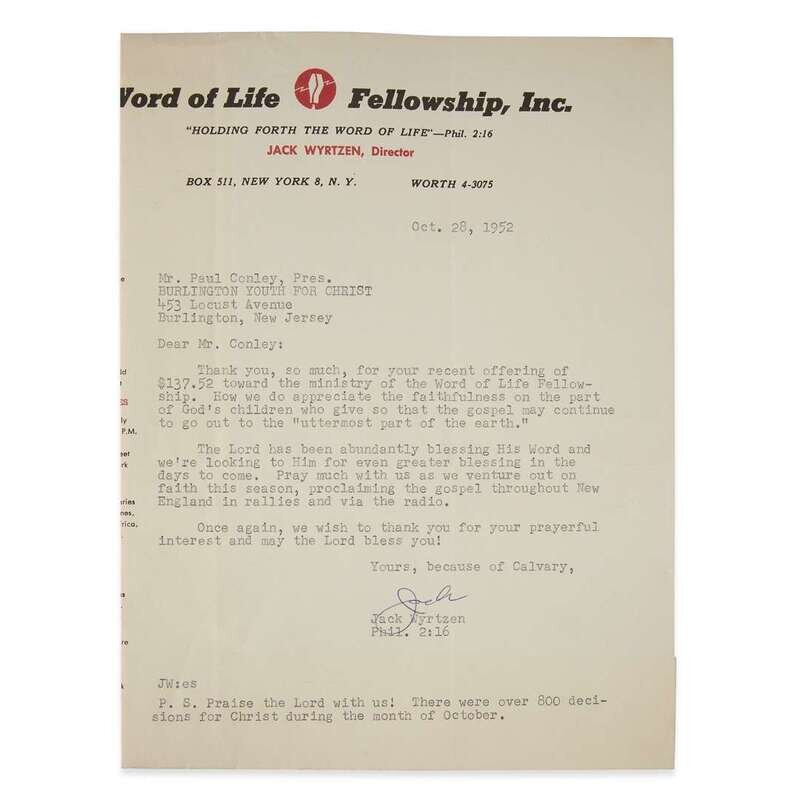 Word of Life Fellowship, Inc.
"HOLDING FORTH THE WORD OF LIFE"—Phil. 2:16
JACK WYRTZEN, Director
BOX 511, NEW YORK 8, N. Y. WORTH 4-3075
Oct. 28, 1952
Mr. Paul Conley, Pres.
BURLINGTON YOUTH FOR CHRIST
453 Locust Avenue
Burlington, New Jersey
Dear Mr. Conley:
Thank you, so much, for your recent offering of
$137.52 toward the ministry of the Word of Life Fellow-
ship. How we do appreciate the faithfulness on the part
of God's children who give so that the gospel may continue
to go out to the "uttermost part of the earth."
The Lord has been abundantly blessing His Word and
we're looking to Him for even greater blessing in the
days to come. Pray much with us as we venture out on
faith this season, proclaiming the gospel throughout New
England in rallies and via the radio.
Once again, we wish to thank you for your prayerful
interest and may the Lord bless you!
Yours, because of Calvary,
Jack
Jack Wyrtzen
Phil. 2:16
JW:es
P. S. Praise the Lord with us! There were over 800 deci-
sions for Christ during the month of October.
P.M.